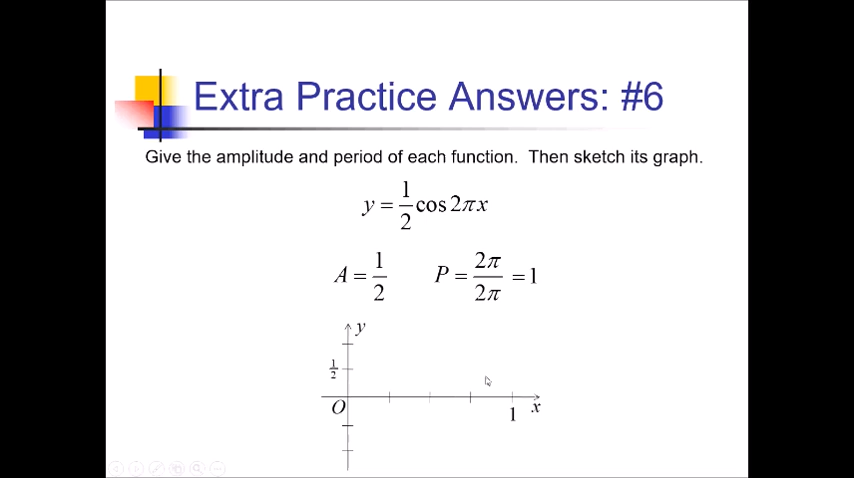 Extra Practice Answers: #6
Give the amplitude and period of each function. Then sketch its graph.
y = 1/2 cos 2πx
A = 1/2 P = 2π/2π = 1
y
1/2
O 1 x